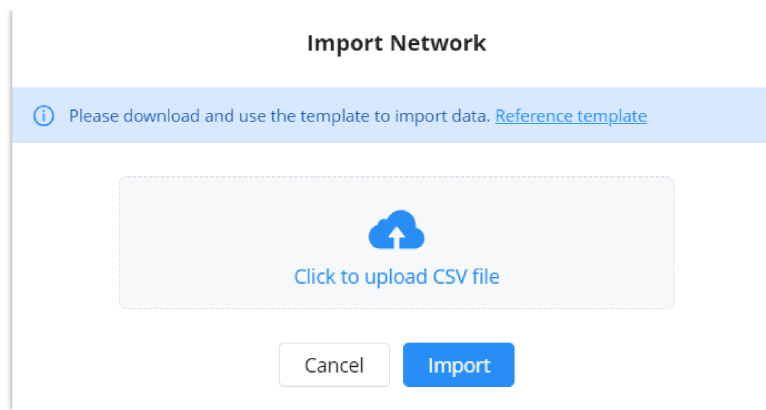 Import Network
Please download and use the template to import data. Reference template
Click to upload CSV file
Cancel
Import